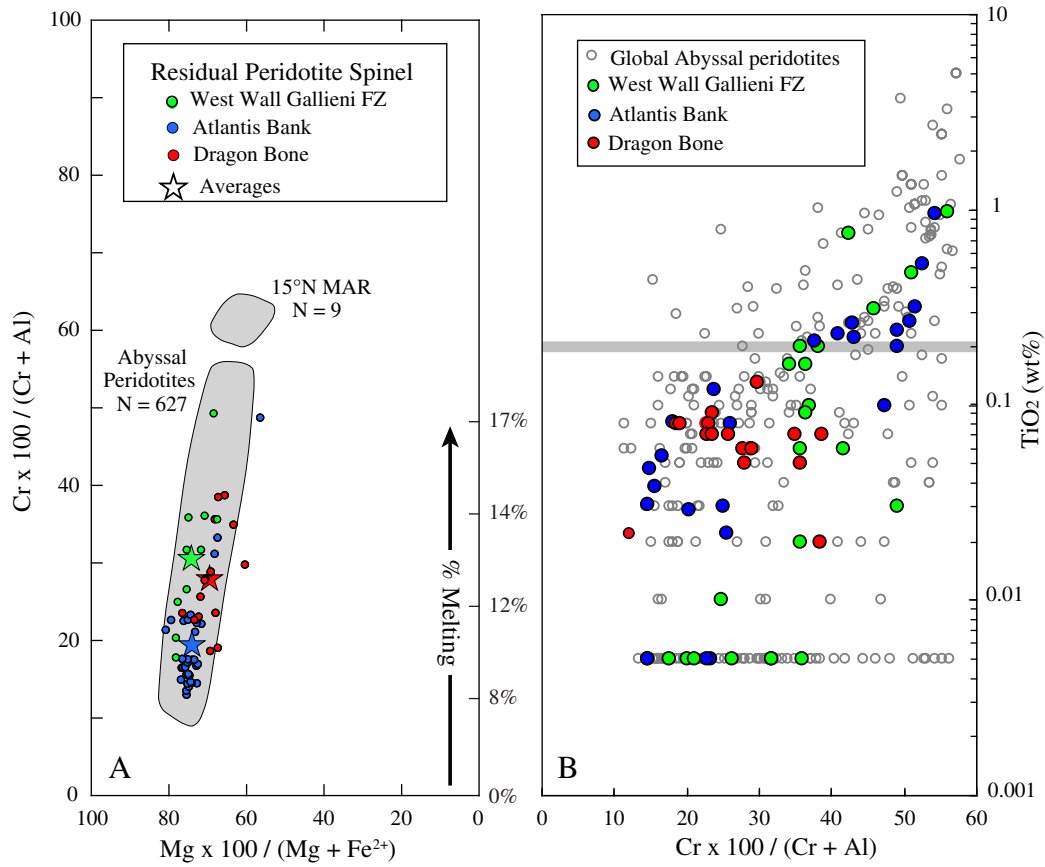 Residual Peridotite Spinel
West Wall Gallieni FZ
Atlantis Bank
Dragon Bone
Averages
15°N MAR
N = 9
Abyssal
Peridotites
N = 627
A
100
80
60
40
20
0
Cr x 100 / (Cr + Al)
100
80
60
40
20
0
Mg x 100 / (Mg + Fe²⁺)
17%
14%
12%
8%
0%
% Melting
Global Abyssal peridotites
West Wall Gallieni FZ
Atlantis Bank
Dragon Bone
B
10
1
0.1
0.01
0.001
TiO₂ (wt%)
0
10
20
30
40
50
60
Cr x 100 / (Cr + Al)